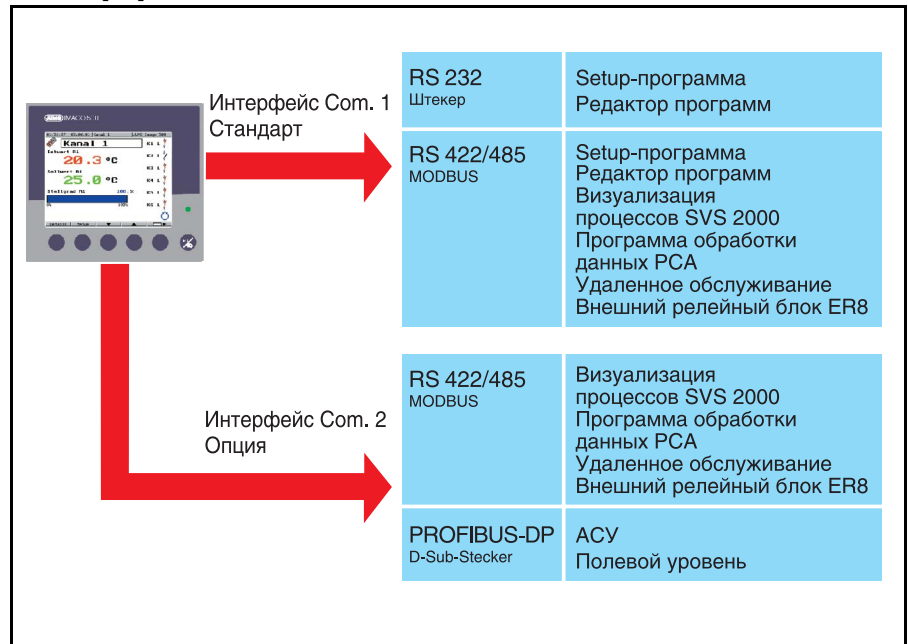 JUMO IMAGO 500
Kanal 1
20.3 °C
25.0 °C
Интерфейс Com. 1
Стандарт
RS 232
Штекер
Setup-программа
Редактор программ
RS 422/485
MODBUS
Setup-программа
Редактор программ
Визуализация
процессов SVS 2000
Программа обработки
данных PCA
Удаленное обслуживание
Внешний релейный блок ER8
Интерфейс Com. 2
Опция
RS 422/485
MODBUS
Визуализация
процессов SVS 2000
Программа обработки
данных PCA
Удаленное обслуживание
Внешний релейный блок ER8
PROFIBUS-DP
D-Sub-Stecker
АСУ
Полевой уровень